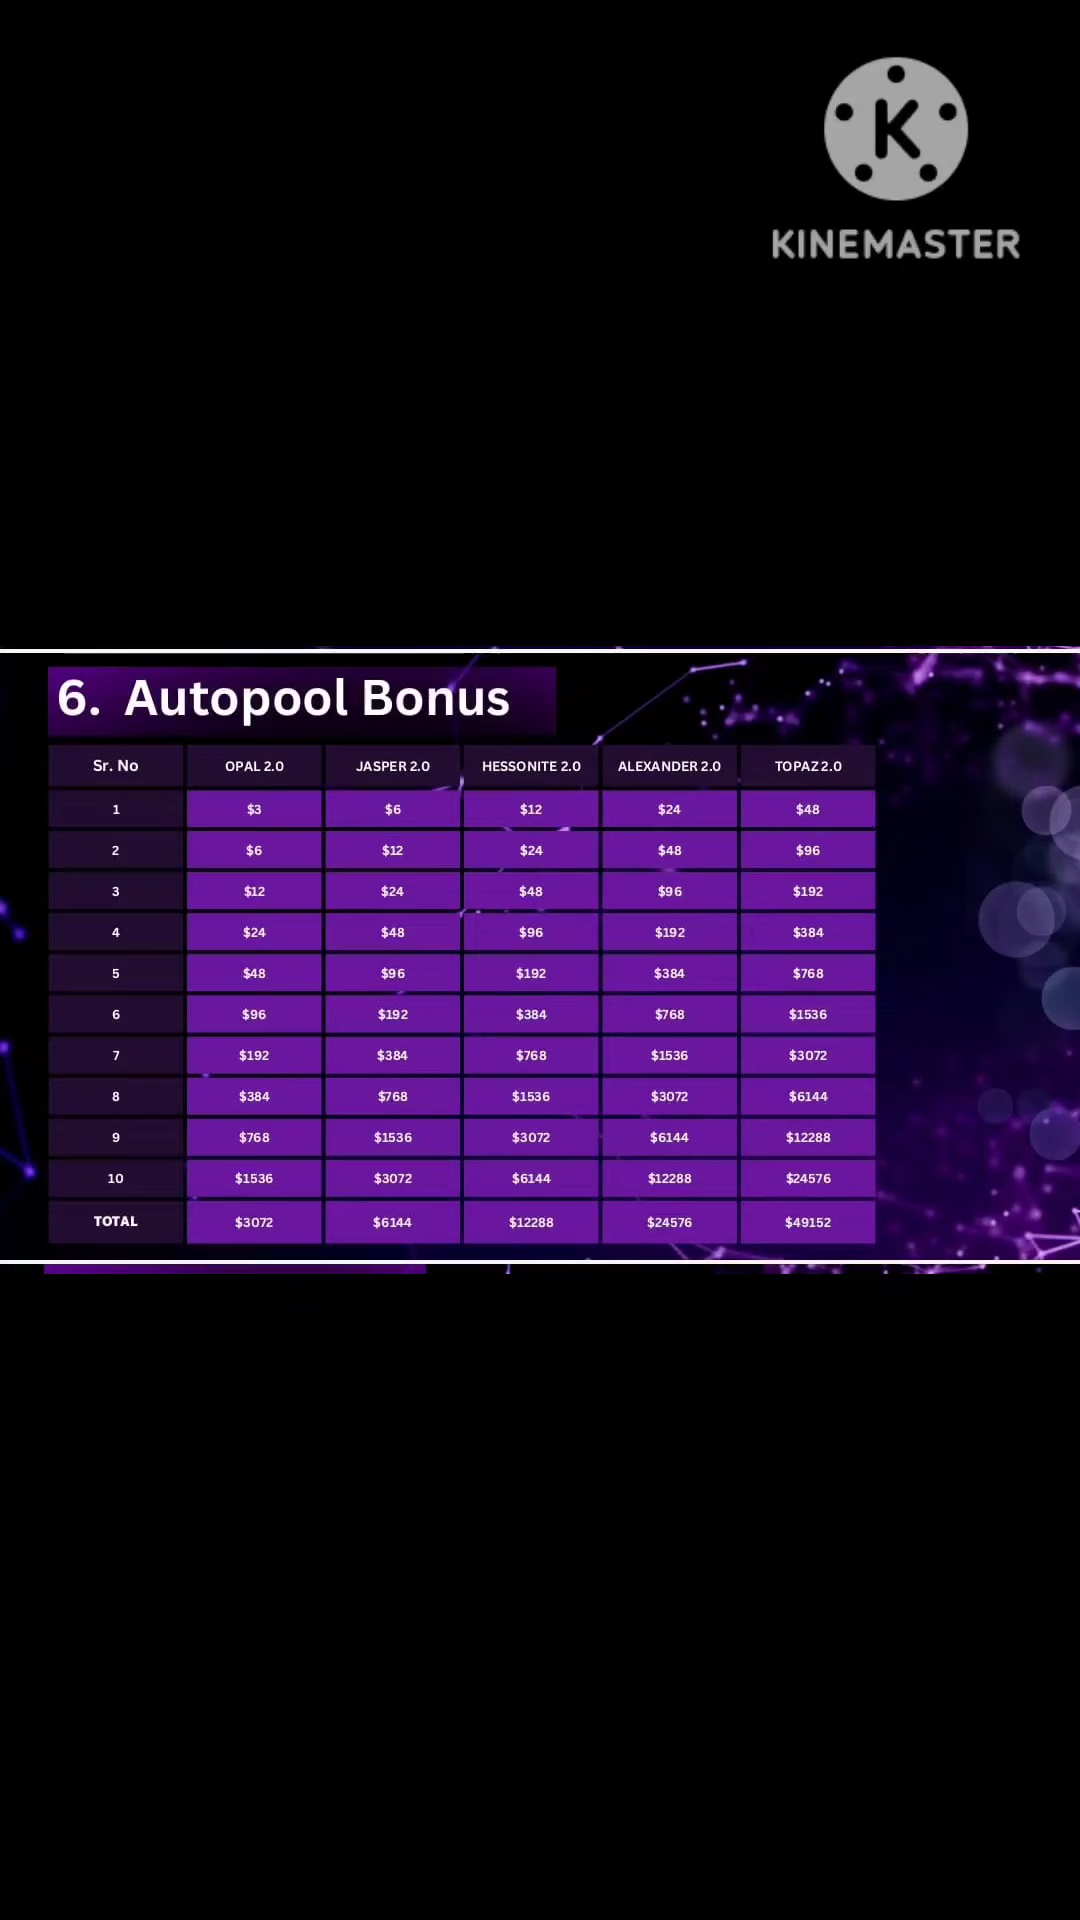 K
KINEMASTER
6. Autopool Bonus
Sr. No OPAL 2.0 JASPER 2.0 HESSONITE 2.0 ALEXANDER 2.0 TOPAZ 2.0
1 $3 $6 $12 $24 $48
2 $6 $12 $24 $48 $96
3 $12 $24 $48 $96 $192
4 $24 $48 $96 $192 $384
5 $48 $96 $192 $384 $768
6 $96 $192 $384 $768 $1536
7 $192 $384 $768 $1536 $3072
8 $384 $768 $1536 $3072 $6144
9 $768 $1536 $3072 $6144 $12288
10 $1536 $3072 $6144 $12288 $24576
TOTAL $3072 $6144 $12288 $24576 $49152